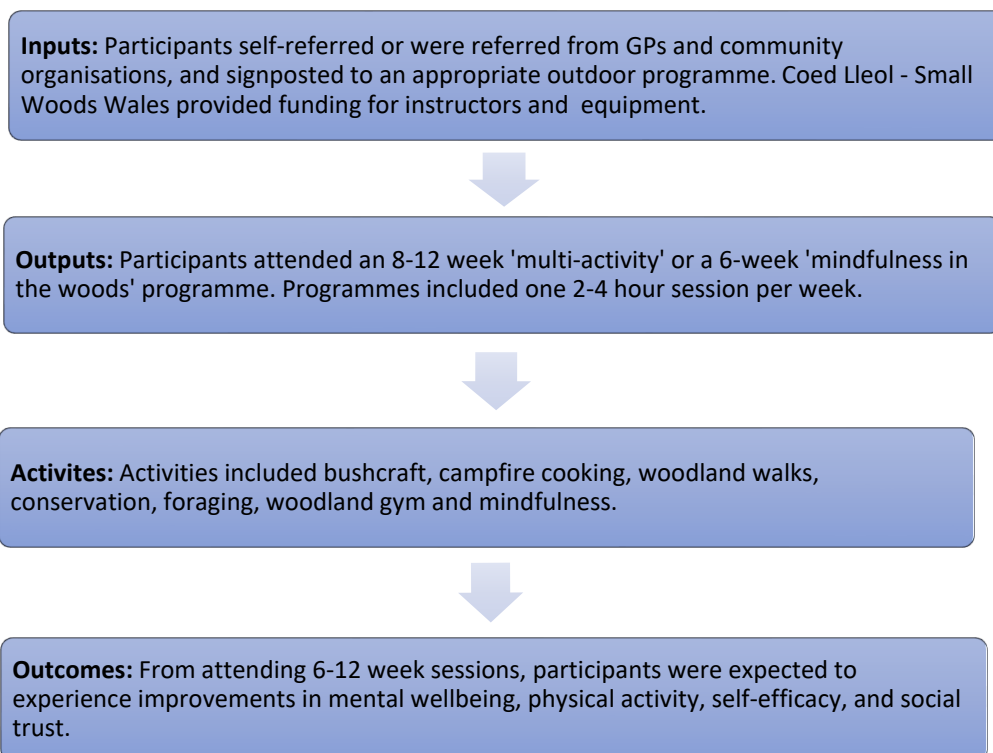 Inputs: Participants self-referred or were referred from GPs and community
organisations, and signposted to an appropriate outdoor programme. Coed Lleol - Small
Woods Wales provided funding for instructors and equipment.
Outputs: Participants attended an 8-12 week 'multi-activity' or a 6-week 'mindfulness in
the woods' programme. Programmes included one 2-4 hour session per week.
Activites: Activities included bushcraft, campfire cooking, woodland walks,
conservation, foraging, woodland gym and mindfulness.
Outcomes: From attending 6-12 week sessions, participants were expected to
experience improvements in mental wellbeing, physical activity, self-efficacy, and social
trust.